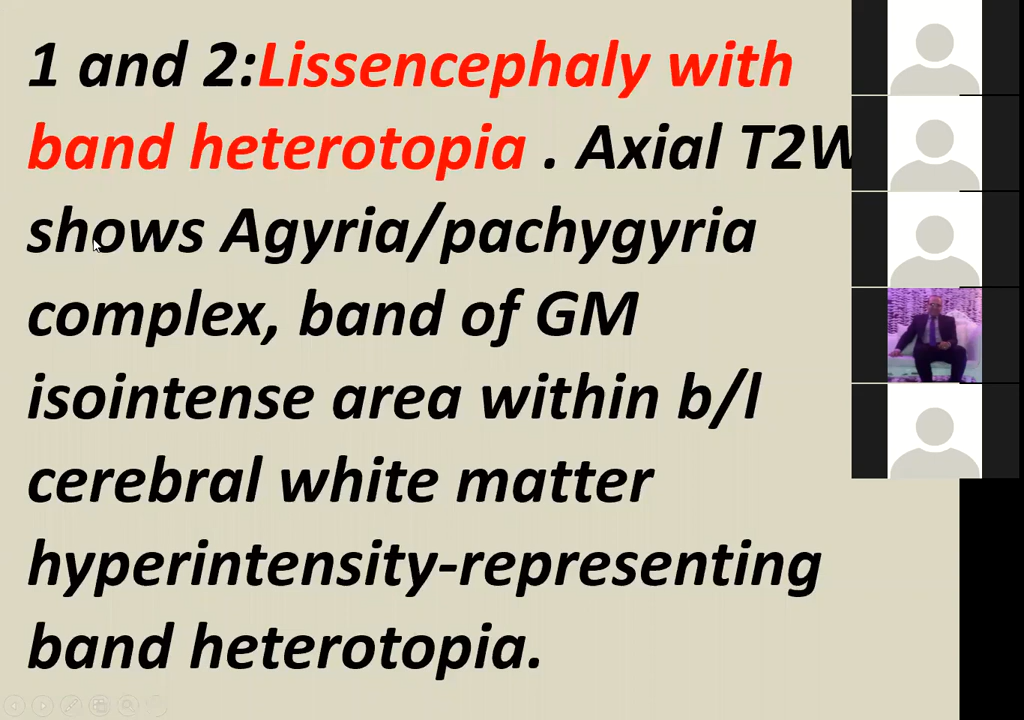 1 and 2:Lissencephaly with
band heterotopia . Axial T2W
shows Agyria/pachygyria
complex, band of GM
isointense area within b/l
cerebral white matter
hyperintensity-representing
band heterotopia.